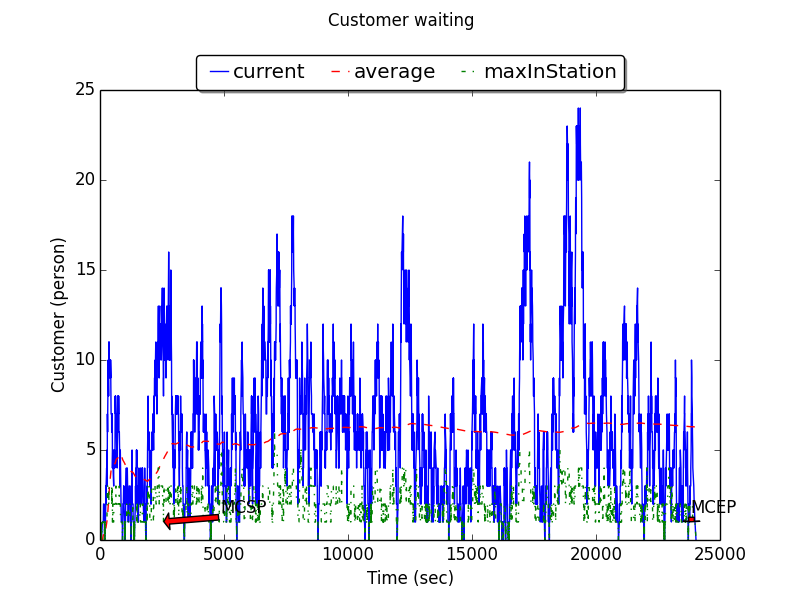 Customer waiting
current average maxInStation
25
20
15
10
5
0
Customer (person)
MCSP
MCEP
0 5000 10000 15000 20000 25000
Time (sec)